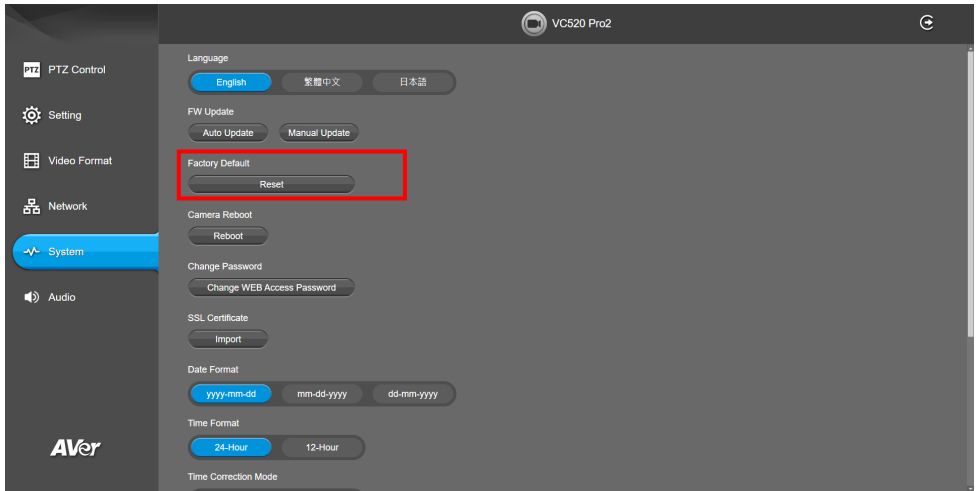 VC520 Pro2
PTZ PTZ Control
Setting
Video Format
Network
System
Audio
AVer
Language
English 繁體中文 日本語
FW Update
Auto Update Manual Update
Factory Default
Reset
Camera Reboot
Reboot
Change Password
Change WEB Access Password
SSL Certificate
Import
Date Format
yyyy-mm-dd mm-dd-yyyy dd-mm-yyyy
Time Format
24-Hour 12-Hour
Time Correction Mode